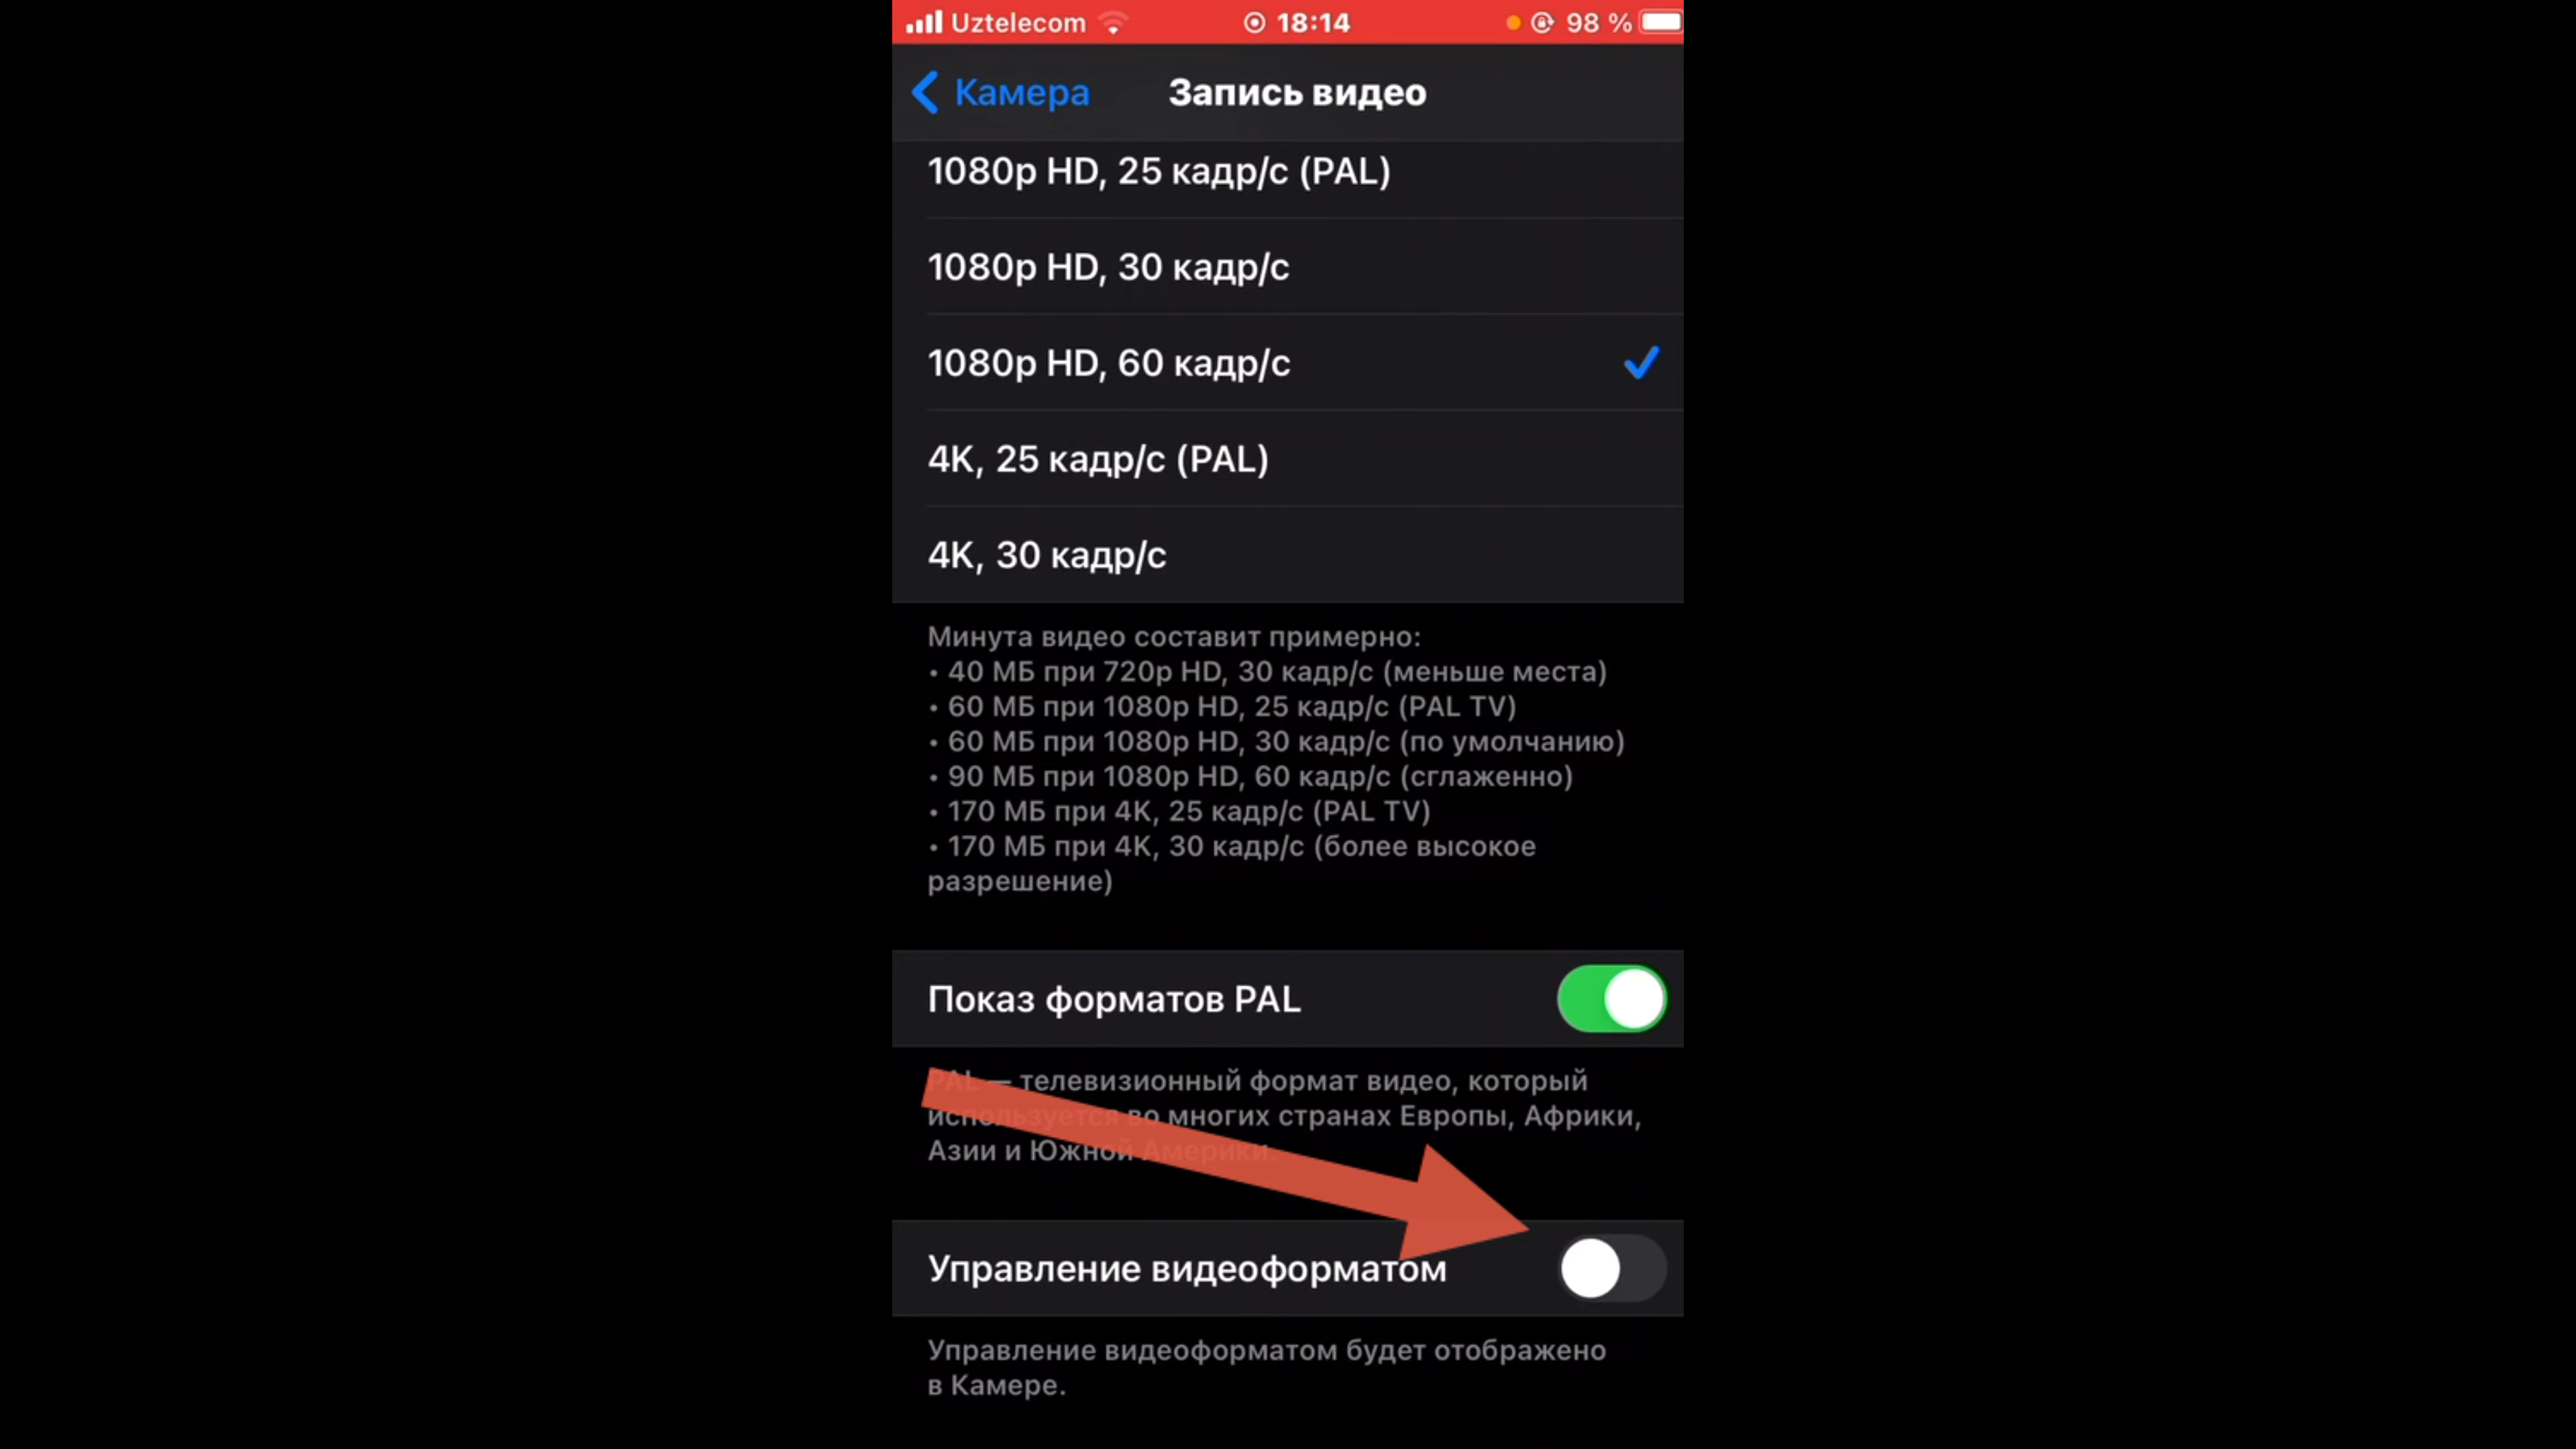 Uztelecom 18:14 98 %
Камера Запись видео
1080p HD, 25 кадр/с (PAL)
1080p HD, 30 кадр/с
1080p HD, 60 кадр/с
4K, 25 кадр/с (PAL)
4K, 30 кадр/с
Минута видео составит примерно:
• 40 МБ при 720p HD, 30 кадр/с (меньше места)
• 60 МБ при 1080p HD, 25 кадр/с (PAL TV)
• 60 МБ при 1080p HD, 30 кадр/с (по умолчанию)
• 90 МБ при 1080p HD, 60 кадр/с (сглаженно)
• 170 МБ при 4K, 25 кадр/с (PAL TV)
• 170 МБ при 4K, 30 кадр/с (более высокое
разрешение)
Показ форматов PAL
PAL — телевизионный формат видео, который
используется во многих странах Европы, Африки,
Азии и Южной Америки.
Управление видеоформатом
Управление видеоформатом будет отображено
в Камере.